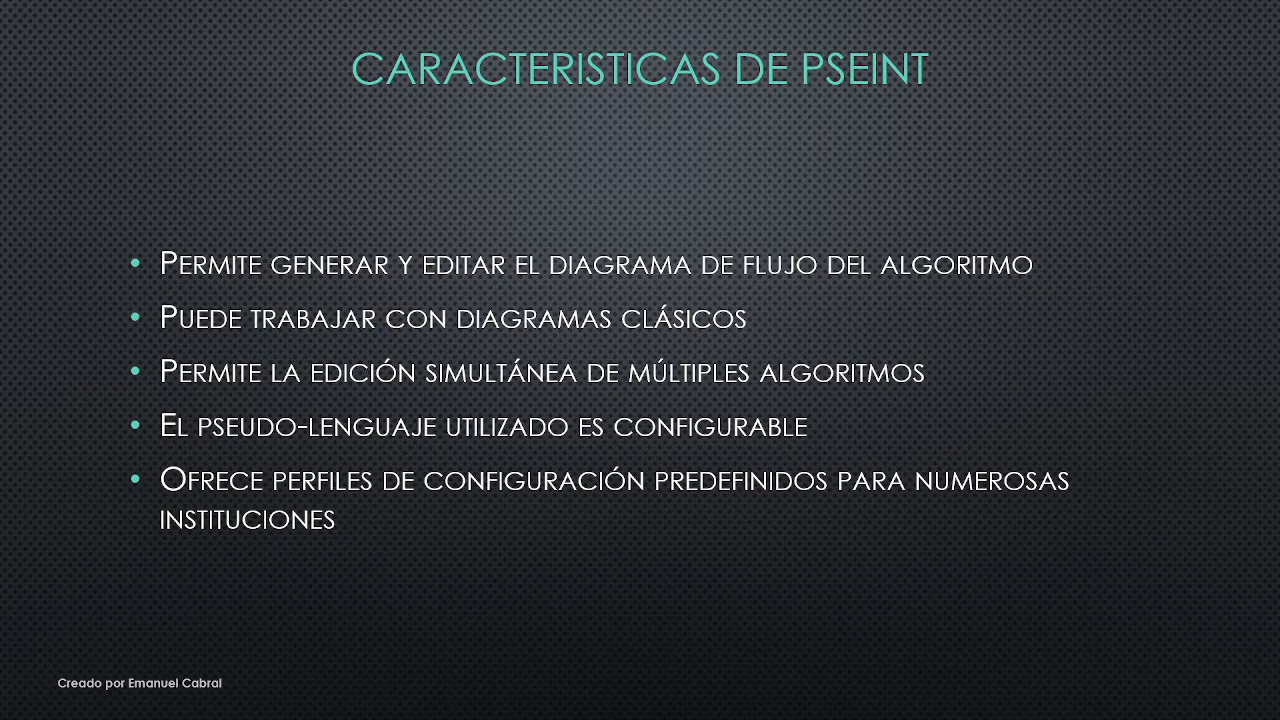 CARACTERISTICAS DE PSEINT
• Permite generar y editar el diagrama de flujo del algoritmo
• Puede trabajar con diagramas clásicos
• Permite la edición simultánea de múltiples algoritmos
• El pseudo-lenguaje utilizado es configurable
• Ofrece perfiles de configuración predefinidos para numerosas
instituciones
Creado por Emanuel Cabral